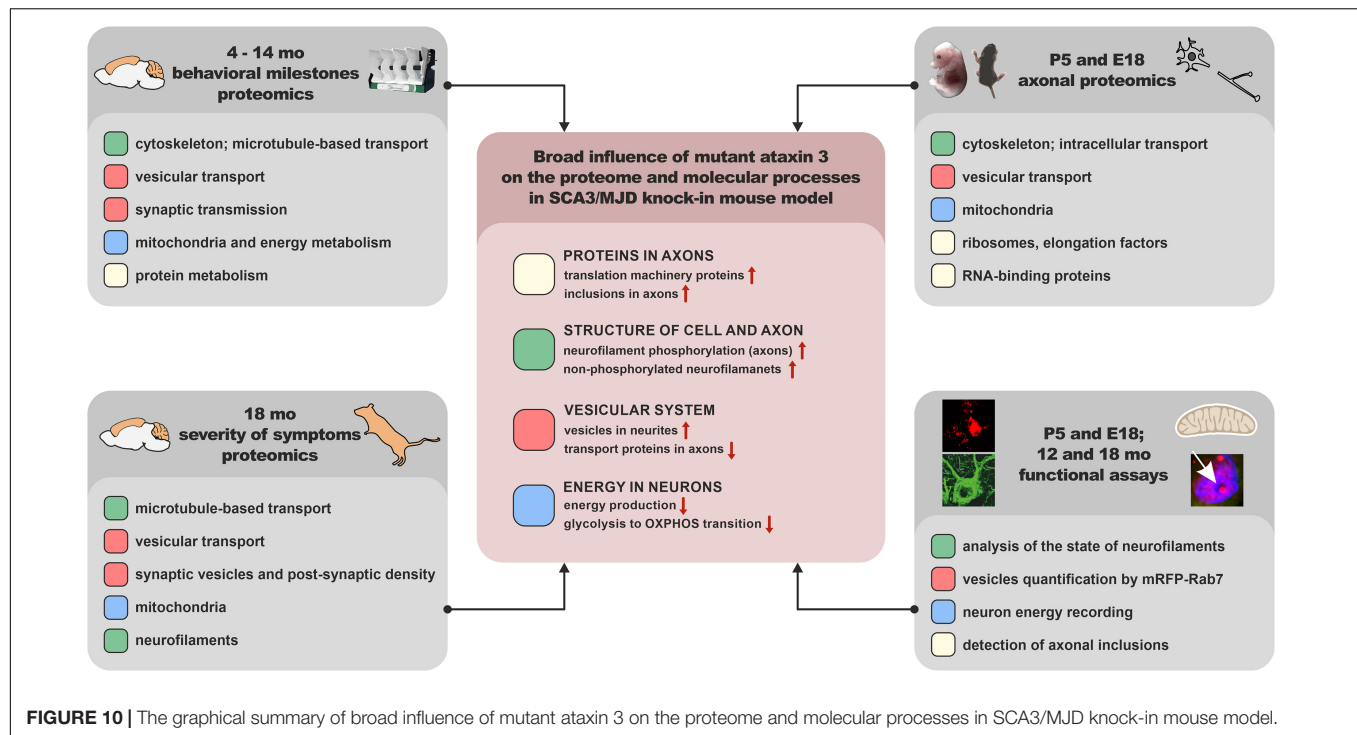 4 - 14 mo
behavioral milestones
proteomics
cytoskeleton; microtubule-based transport
vesicular transport
synaptic transmission
mitochondria and energy metabolism
protein metabolism
P5 and E18
axonal proteomics
cytoskeleton; intracellular transport
vesicular transport
mitochondria
ribosomes, elongation factors
RNA-binding proteins
Broad influence of mutant ataxin 3
on the proteome and molecular processes
in SCA3/MJD knock-in mouse model
PROTEINS IN AXONS
translation machinery proteins ↑
inclusions in axons ↑
STRUCTURE OF CELL AND AXON
neurofilament phosphorylation (axons) ↑
non-phosphorylated neurofilamanets ↑
VESICULAR SYSTEM
vesicles in neurites ↑
transport proteins in axons ↓
ENERGY IN NEURONS
energy production ↓
glycolysis to OXPHOS transition ↓
18 mo
severity of symptoms
proteomics
microtubule-based transport
vesicular transport
synaptic vesicles and post-synaptic density
mitochondria
neurofilaments
P5 and E18;
12 and 18 mo
functional assays
analysis of the state of neurofilaments
vesicles quantification by mRFP-Rab7
neuron energy recording
detection of axonal inclusions
FIGURE 10 | The graphical summary of broad influence of mutant ataxin 3 on the proteome and molecular processes in SCA3/MJD knock-in mouse model.